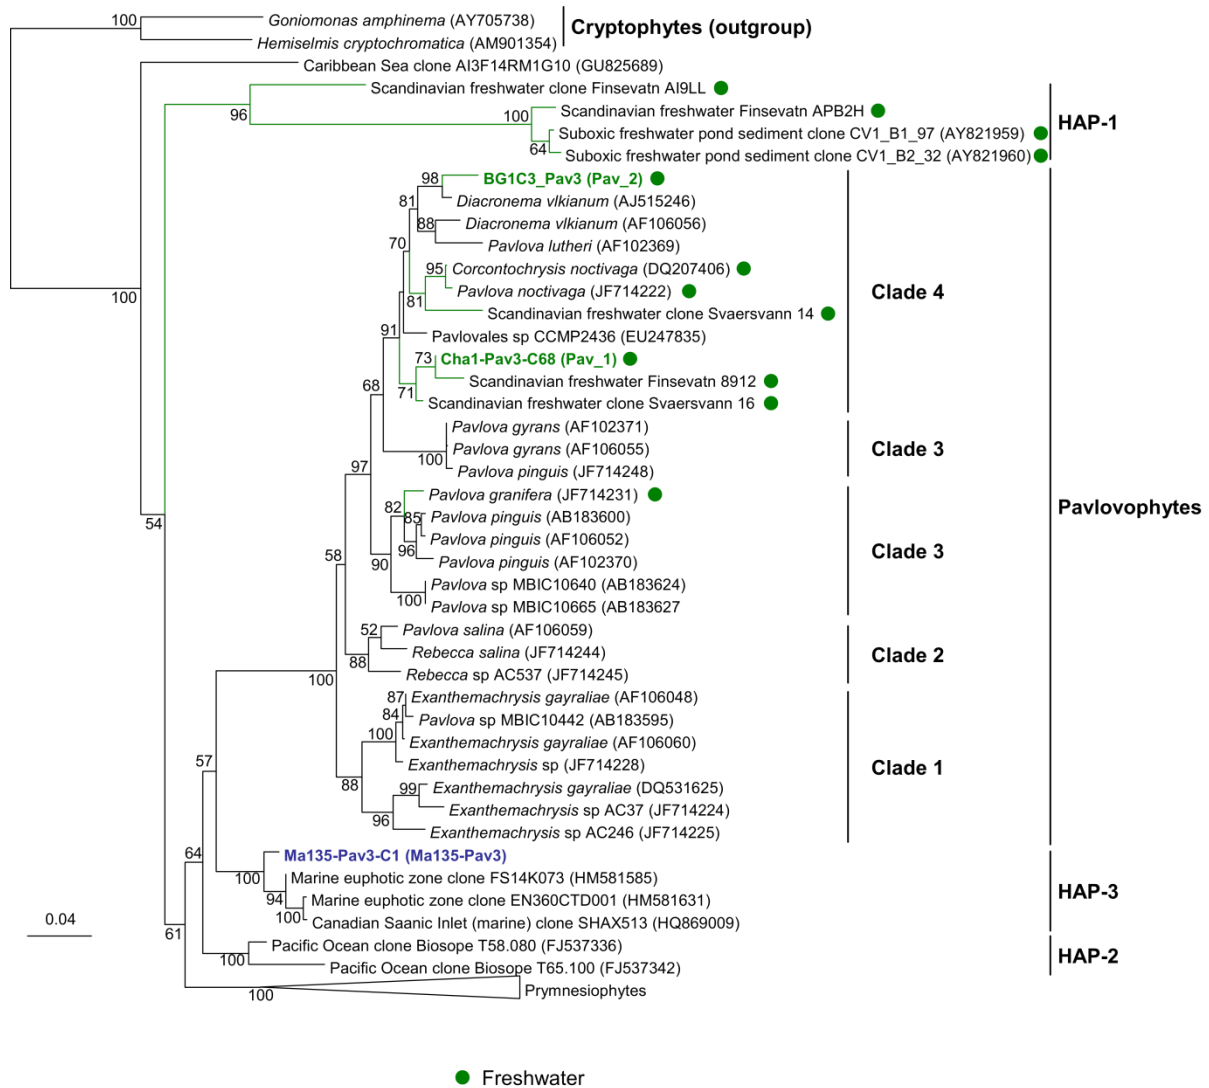 Goniomonas amphinema (AY705738)
100
Cryptophytes (outgroup)
Hemiselmis cryptochromatica (AM901354)
Caribbean Sea clone AI3F14RM1G10 (GU825689)
Scandinavian freshwater clone Finsevatn AI9LL
96
100
Scandinavian freshwater Finsevatn APB2H
HAP-1
Suboxic freshwater pond sediment clone CV1_B1_97 (AY821959)
64
Suboxic freshwater pond sediment clone CV1_B2_32 (AY821960)
98
BG1C3_Pav3 (Pav_2)
81
Diacronema vlkianum (AJ515246)
88
Diacronema vlkianum (AF106056)
70
Pavlova lutheri (AF102369)
95
Corcontochrysis noctivaga (DQ207406)
100
81
Pavlova noctivaga (JF714222)
Clade 4
Scandinavian freshwater clone Svaersvann 14
91
Pavlovales sp CCMP2436 (EU247835)
73
Cha1-Pav3-C68 (Pav_1)
68
71
Scandinavian freshwater Finsevatn 8912
Scandinavian freshwater clone Svaersvann 16
Pavlova gyrans (AF102371)
Pavlova gyrans (AF106055)
Clade 3
97
100
Pavlova pinguis (JF714248)
Pavlova granifera (JF714231)
82
Pavlovophytes
54
85
Pavlova pinguis (AB183600)
96
Pavlova pinguis (AF106052)
Clade 3
58
90
Pavlova pinguis (AF102370)
Pavlova sp MBIC10640 (AB183624)
100
Pavlova sp MBIC10665 (AB183627
52
Pavlova salina (AF106059)
88
Rebecca salina (JF714244)
Clade 2
100
Rebecca sp AC537 (JF714245)
87
Exanthemachrysis gayraliae (AF106048)
84
Pavlova sp MBIC10442 (AB183595)
100
Exanthemachrysis gayraliae (AF106060)
57
Exanthemachrysis sp (JF714228)
Clade 1
88
99
Exanthemachrysis gayraliae (DQ531625)
Exanthemachrysis sp AC37 (JF714224)
96
Exanthemachrysis sp AC246 (JF714225)
64
Ma135-Pav3-C1 (Ma135-Pav3)
100
Marine euphotic zone clone FS14K073 (HM581585)
HAP-3
94
Marine euphotic zone clone EN360CTD001 (HM581631)
0.04
100
Canadian Saanic Inlet (marine) clone SHAX513 (HQ869009)
61
Pacific Ocean clone Biosope T58.080 (FJ537336)
HAP-2
100
Pacific Ocean clone Biosope T65.100 (FJ537342)
100
Prymnesiophytes
Freshwater